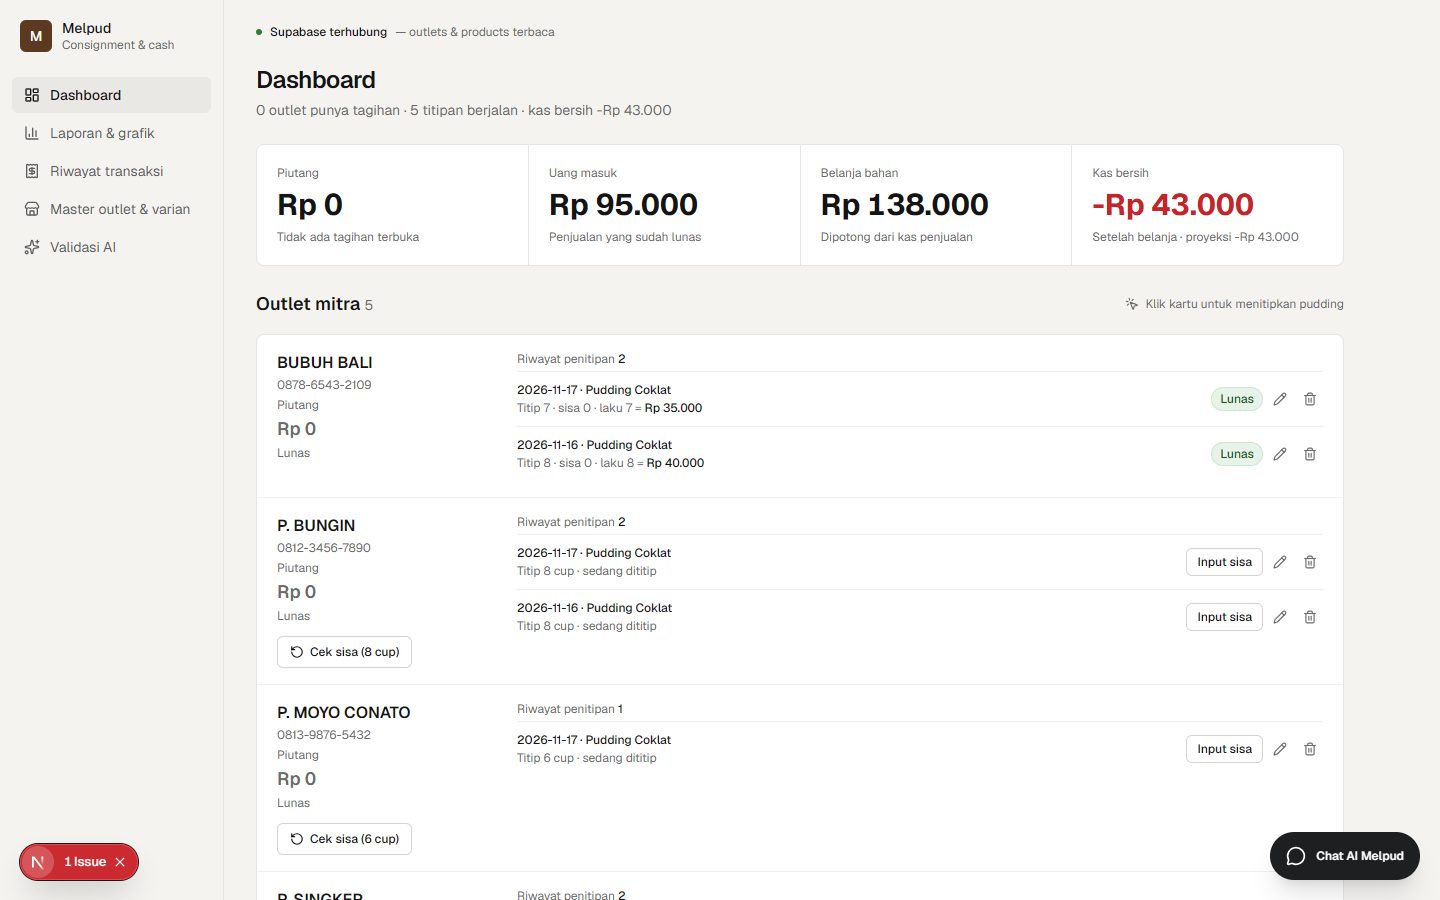 M
Melpud
Consignment & cash
Dashboard
Laporan & grafik
Riwayat transaksi
Master outlet & varian
Validasi AI
1 Issue
Supabase terhubung — outlets & products terbaca
Dashboard
0 outlet punya tagihan · 5 titipan berjalan · kas bersih -Rp 43.000
Piutang
Rp 0
Tidak ada tagihan terbuka
Uang masuk
Rp 95.000
Penjualan yang sudah lunas
Belanja bahan
Rp 138.000
Dipotong dari kas penjualan
Kas bersih
-Rp 43.000
Setelah belanja · proyeksi -Rp 43.000
Outlet mitra 5
Klik kartu untuk menitipkan pudding
BUBUH BALI
0878-6543-2109
Piutang
Rp 0
Lunas
Riwayat penitipan 2
2026-11-17 · Pudding Coklat
Titip 7 · sisa 0 · laku 7 = Rp 35.000
Lunas
2026-11-16 · Pudding Coklat
Titip 8 · sisa 0 · laku 8 = Rp 40.000
Lunas
P. BUNGIN
0812-3456-7890
Piutang
Rp 0
Lunas
Cek sisa (8 cup)
Riwayat penitipan 2
2026-11-17 · Pudding Coklat
Titip 8 cup · sedang dititip
Input sisa
2026-11-16 · Pudding Coklat
Titip 8 cup · sedang dititip
Input sisa
P. MOYO CONATO
0813-9876-5432
Piutang
Rp 0
Lunas
Cek sisa (6 cup)
Riwayat penitipan 1
2026-11-17 · Pudding Coklat
Titip 6 cup · sedang dititip
Input sisa
P. SINGKER
Riwayat penitipan 2
Chat AI Melpud